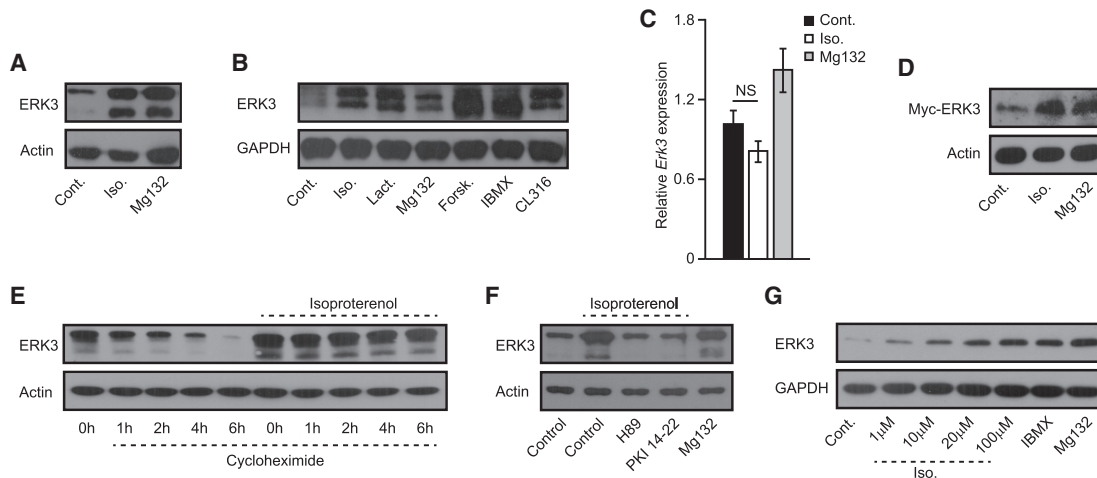 A
ERK3
Actin
Cont.
Iso.
Mg132
B
ERK3
GAPDH
Cont.
Iso.
Lact.
Mg132
Forsk.
IBMX
CL316
C
Relative Erk3 expression
1.8
1.2
0.6
0
NS
Cont.
Iso.
Mg132
D
Myc-ERK3
Actin
Cont.
Iso.
Mg132
E
Isoproterenol
ERK3
Actin
0h 1h 2h 4h 6h 0h 1h 2h 4h 6h
Cycloheximide
F
Isoproterenol
ERK3
Actin
Control
Control
H89
PKI 14-22
Mg132
G
ERK3
GAPDH
Cont.
1µM
10µM
20µM
100µM
IBMX
Mg132
Iso.